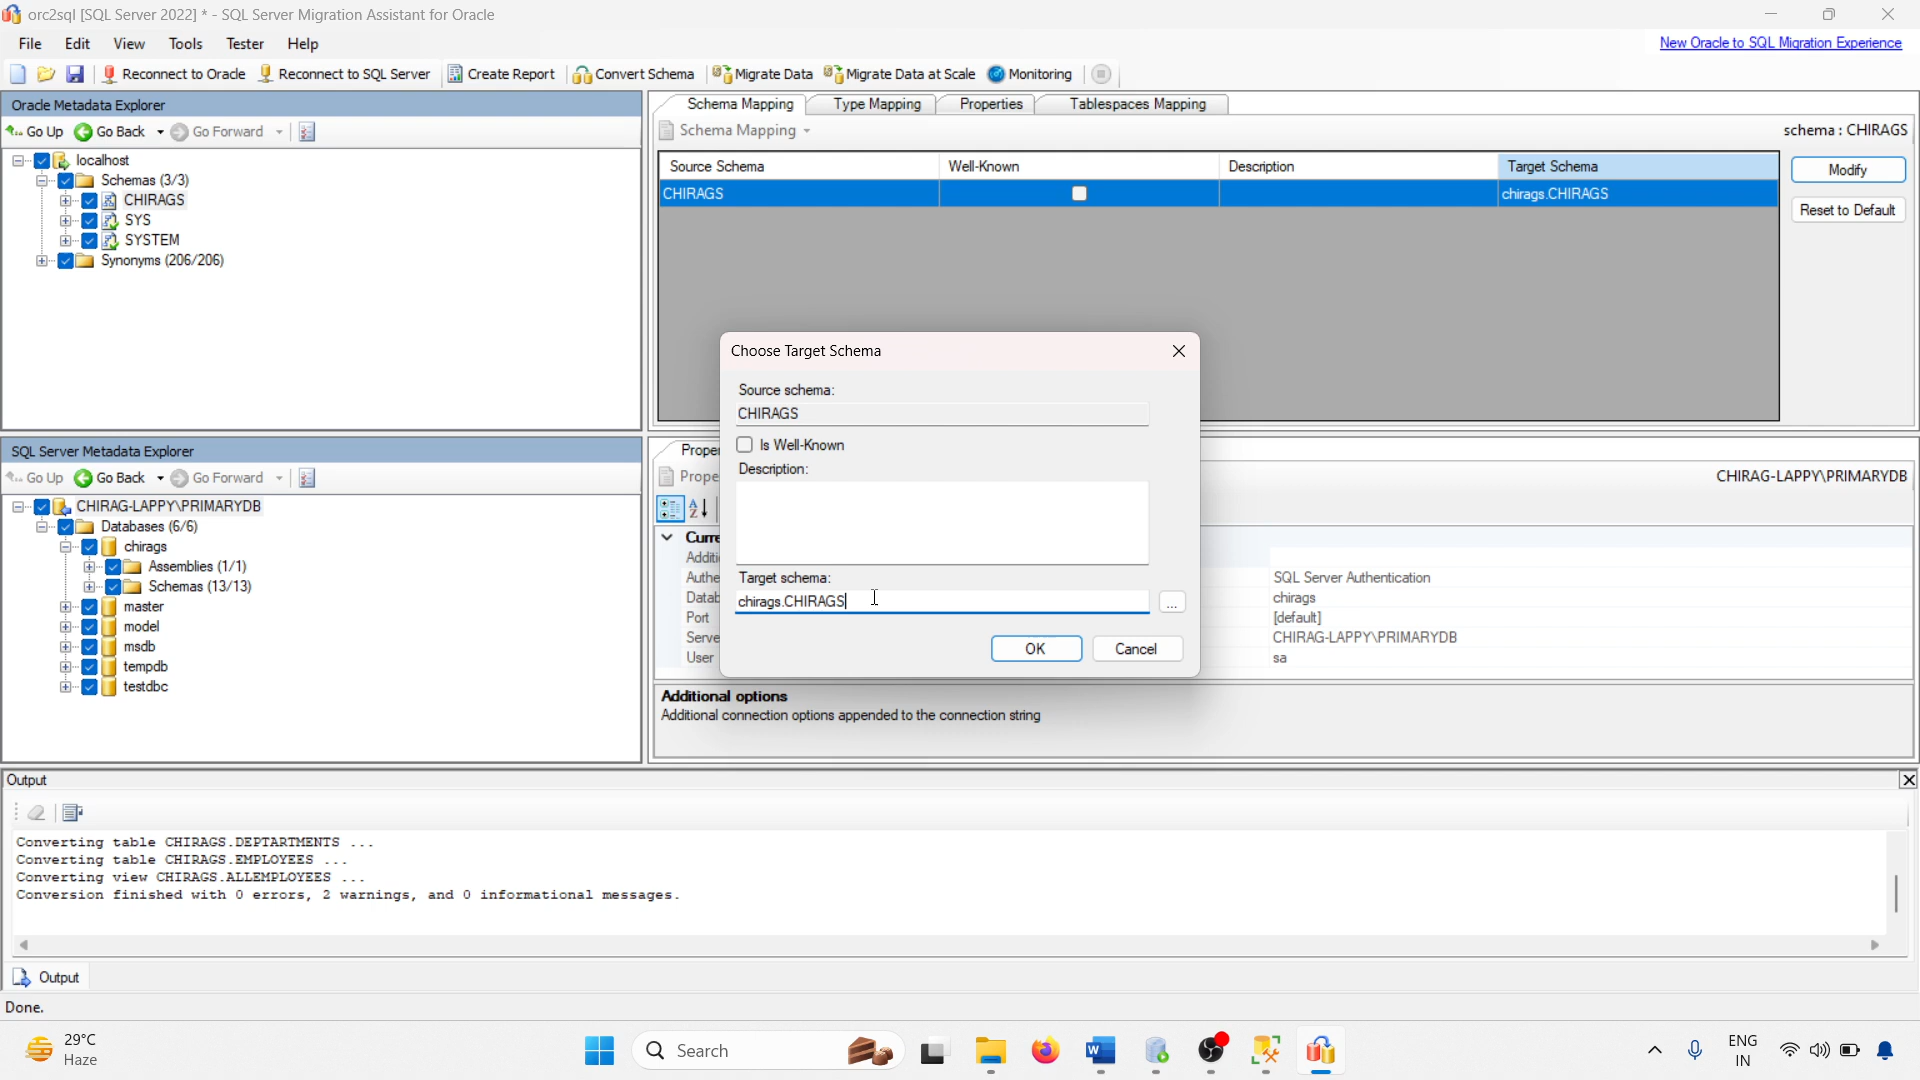 orc2sql [SQL Server 2022] * - SQL Server Migration Assistant for Oracle
File Edit View Tools Tester Help
New Oracle to SQL Migration Experience
Reconnect to Oracle Reconnect to SQL Server Create Report Convert Schema Migrate Data Migrate Data at Scale Monitoring
Oracle Metadata Explorer
Go Up Go Back Go Forward
localhost
Schemas (3/3)
CHIRAGS
SYS
SYSTEM
Synonyms (206/206)
Schema Mapping Type Mapping Properties Tablespaces Mapping
Schema Mapping schema : CHIRAGS
Source Schema Well-Known Description Target Schema
CHIRAGS chirags.CHIRAGS
Modify
Reset to Default
Choose Target Schema
Source schema:
CHIRAGS
Is Well-Known
Description:
Target schema:
chirags.CHIRAGS
...
OK Cancel
SQL Server Metadata Explorer
Go Up Go Back Go Forward
CHIRAG-LAPPY\PRIMARYDB
Databases (6/6)
chirags
Assemblies (1/1)
Schemas (13/13)
master
model
msdb
tempdb
testdbc
Prope
Prope CHIRAG-LAPPY\PRIMARYDB
Curre
Additi
Authe SQL Server Authentication
Datab chirags
Port [default]
Serve CHIRAG-LAPPY\PRIMARYDB
User sa
Additional options
Additional connection options appended to the connection string
Output
Converting table CHIRAGS.DEPTARTMENTS ...
Converting table CHIRAGS.EMPLOYEES ...
Converting view CHIRAGS.ALLEMPLOYEES ...
Conversion finished with 0 errors, 2 warnings, and 0 informational messages.
Output
Done.
29°C
Haze
Search
ENG
IN